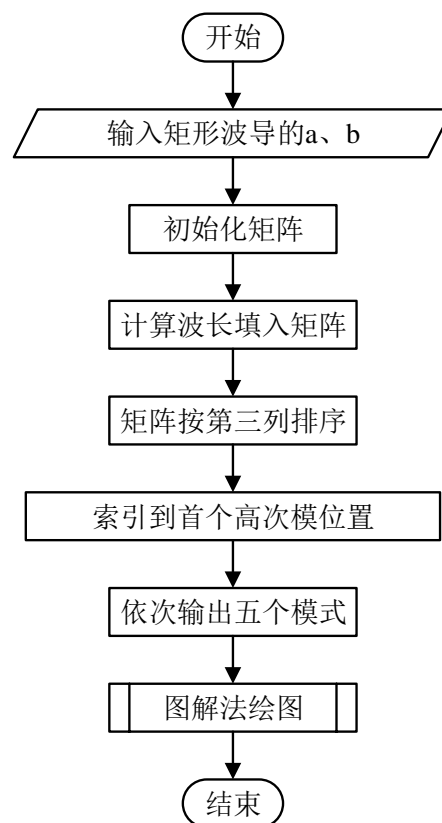 开始
输入矩形波导的a、b
初始化矩阵
计算波长填入矩阵
矩阵按第三列排序
索引到首个高次模位置
依次输出五个模式
图解法绘图
结束